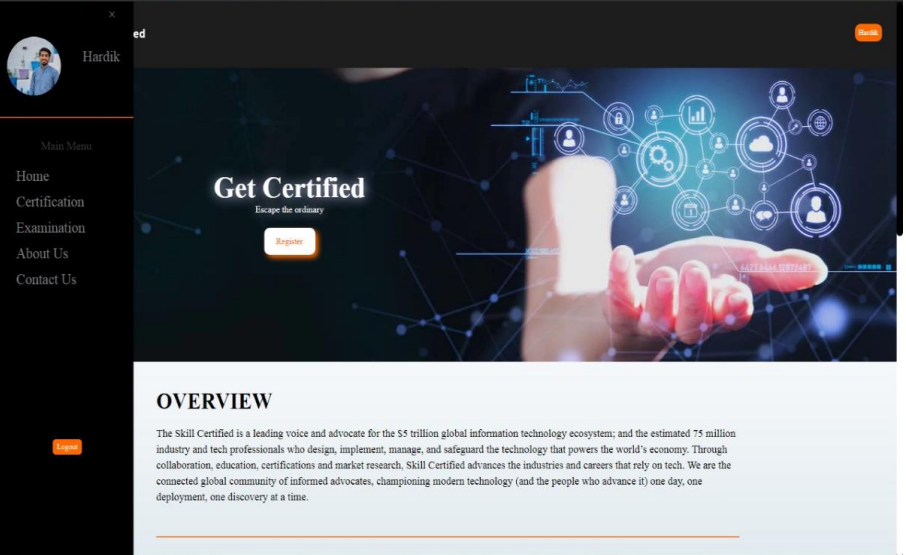 ×
Hardik
ed
Hardik
Main Menu
Home
Certification
Examination
About Us
Contact Us
Logout
Get Certified
Escape the ordinary
Register
OVERVIEW
The Skill Certified is a leading voice and advocate for the $5 trillion global information technology ecosystem; and the estimated 75 million
industry and tech professionals who design, implement, manage, and safeguard the technology that powers the world’s economy. Through
collaboration, education, certifications and market research, Skill Certified advances the industries and careers that rely on tech. We are the
connected global community of informed advocates, championing modern technology (and the people who advance it) one day, one
deployment, one discovery at a time.